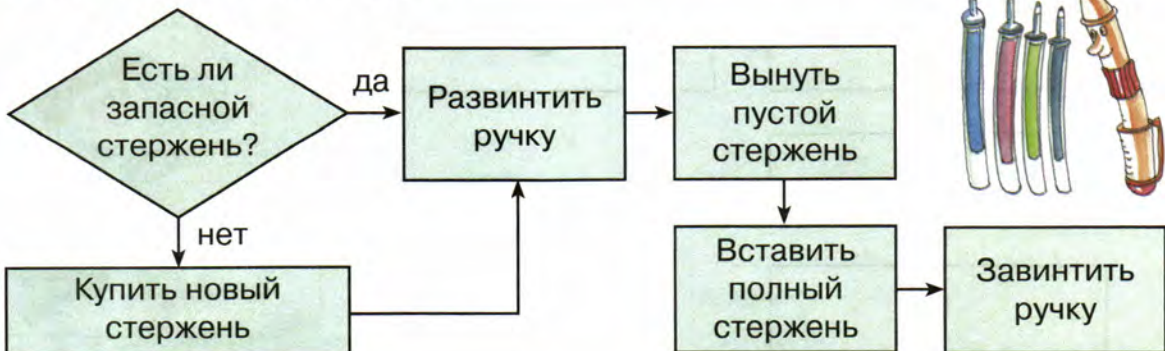 Есть ли
запасной
стержень?
да
Развинтить
ручку
Вынуть
пустой
стержень
нет
Купить новый
стержень
Вставить
полный
стержень
Завинтить
ручку